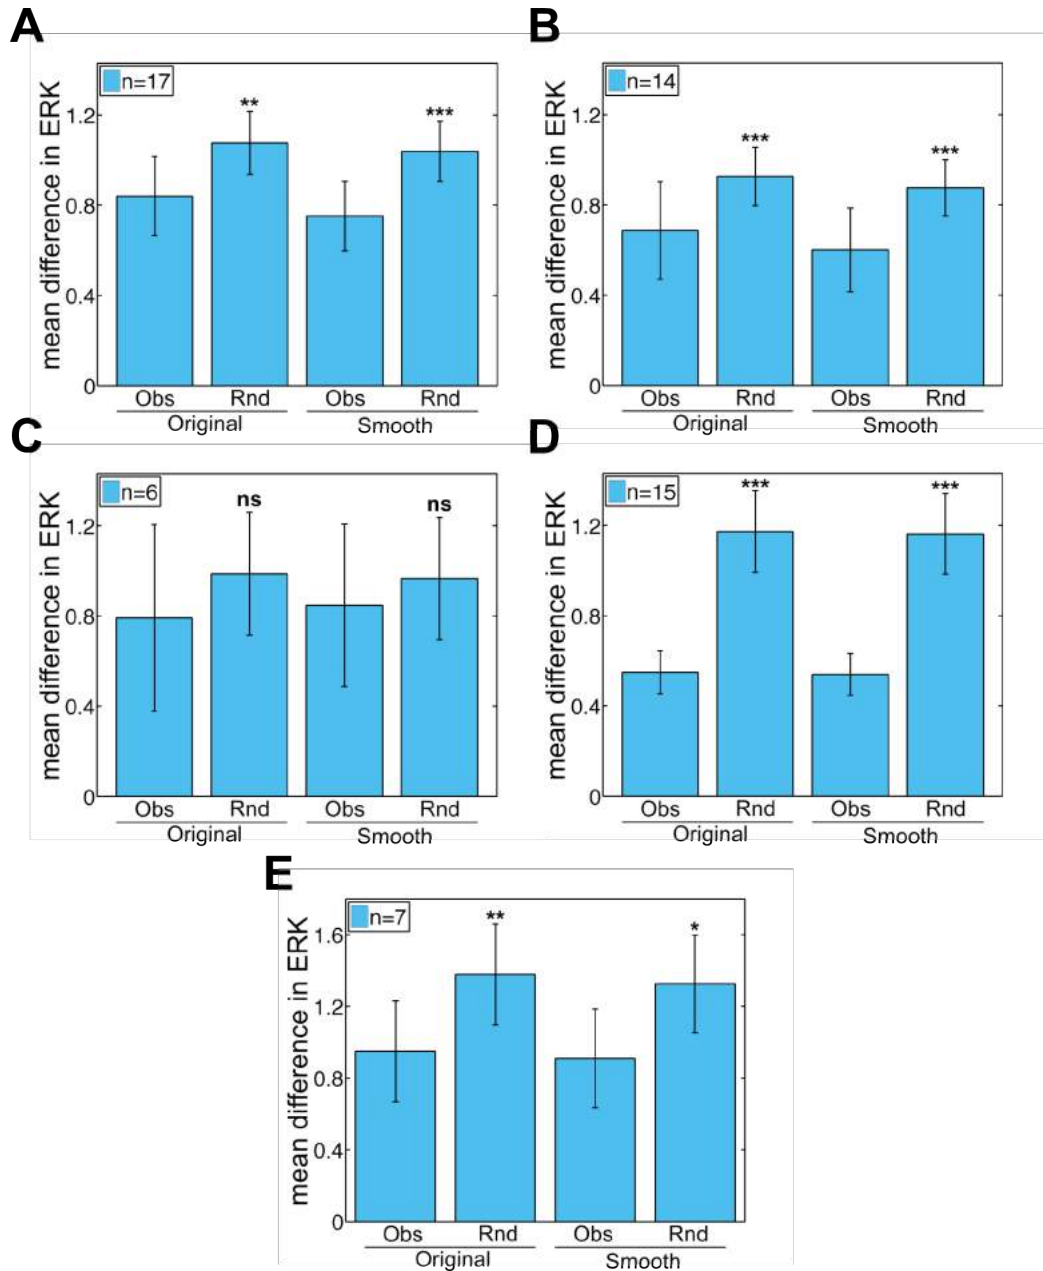 A
mean difference in ERK
n=17
** ***
1.2
0.8
0.4
0
Obs Rnd Obs Rnd
Original Smooth
B
mean difference in ERK
n=14
*** ***
1.2
0.8
0.4
0
Obs Rnd Obs Rnd
Original Smooth
C
mean difference in ERK
n=6
ns ns
1.2
0.8
0.4
0
Obs Rnd Obs Rnd
Original Smooth
D
mean difference in ERK
n=15
*** ***
1.2
0.8
0.4
0
Obs Rnd Obs Rnd
Original Smooth
E
mean difference in ERK
n=7
** *
1.6
1.2
0.8
0.4
0
Obs Rnd Obs Rnd
Original Smooth